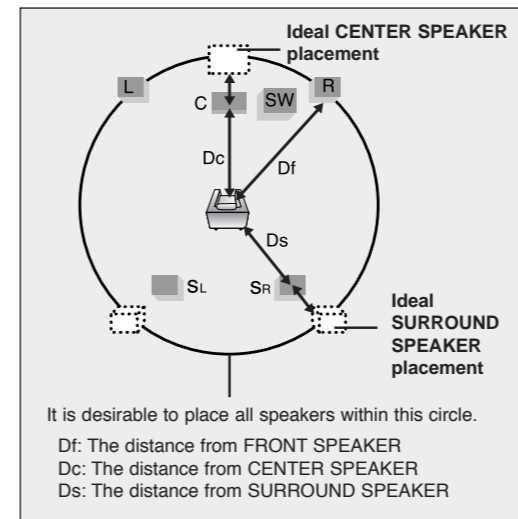 Ideal CENTER SPEAKER
placement
L
R
C
SW
Dc
Df
Ds
SL
SR
Ideal
SURROUND
SPEAKER
placement
It is desirable to place all speakers within this circle.
Df: The distance from FRONT SPEAKER
Dc: The distance from CENTER SPEAKER
Ds: The distance from SURROUND SPEAKER